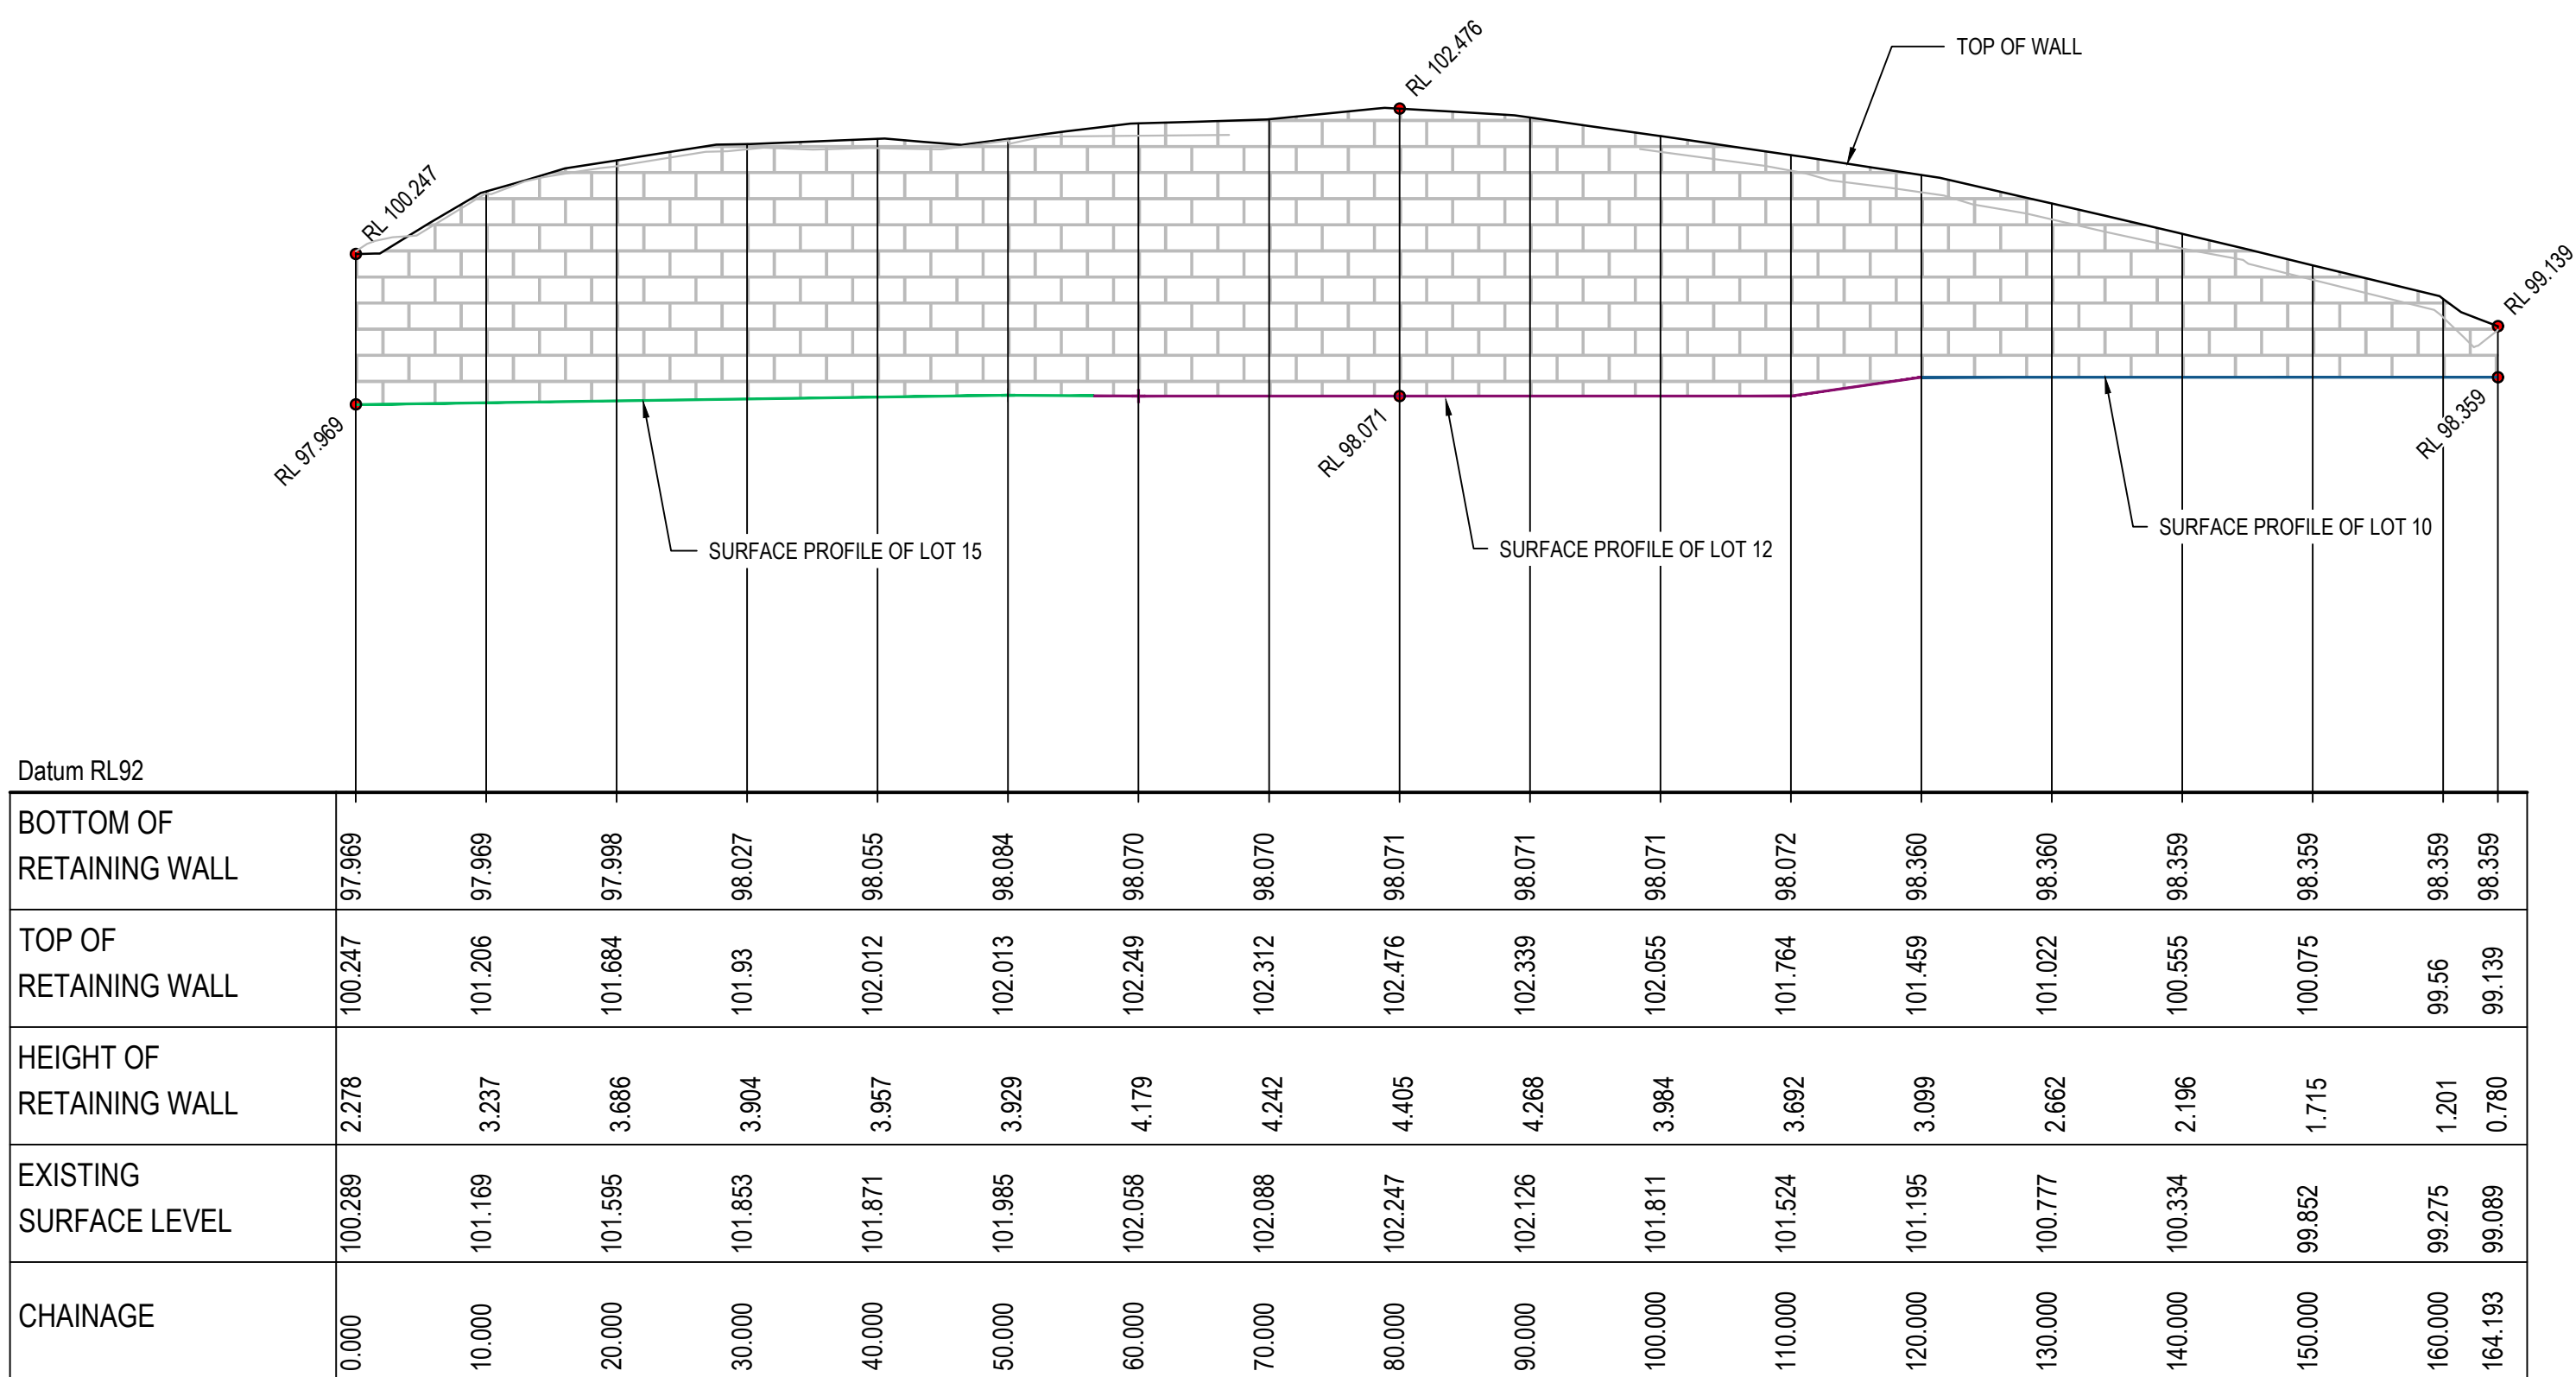 RL 102.476
TOP OF WALL
RL 100.247
RL 99.139
RL 97.969
RL 98.071
RL 98.359
SURFACE PROFILE OF LOT 15
SURFACE PROFILE OF LOT 12
SURFACE PROFILE OF LOT 10
Datum RL92
BOTTOM OF
RETAINING WALL
97.969 97.969 97.998 98.027 98.055 98.084 98.070 98.070 98.071 98.071 98.071 98.072 98.360 98.360 98.359 98.359 98.359 98.359
TOP OF
RETAINING WALL
100.247 101.206 101.684 101.93 102.012 102.013 102.249 102.312 102.476 102.339 102.055 101.764 101.459 101.022 100.555 100.075 99.56 99.139
HEIGHT OF
RETAINING WALL
2.278 3.237 3.686 3.904 3.957 3.929 4.179 4.242 4.405 4.268 3.984 3.692 3.099 2.662 2.196 1.715 1.201 0.780
EXISTING
SURFACE LEVEL
100.289 101.169 101.595 101.853 101.871 101.985 102.058 102.088 102.247 102.126 101.811 101.524 101.195 100.777 100.334 99.852 99.275 99.089
CHAINAGE
0.000 10.000 20.000 30.000 40.000 50.000 60.000 70.000 80.000 90.000 100.000 110.000 120.000 130.000 140.000 150.000 160.000 164.193